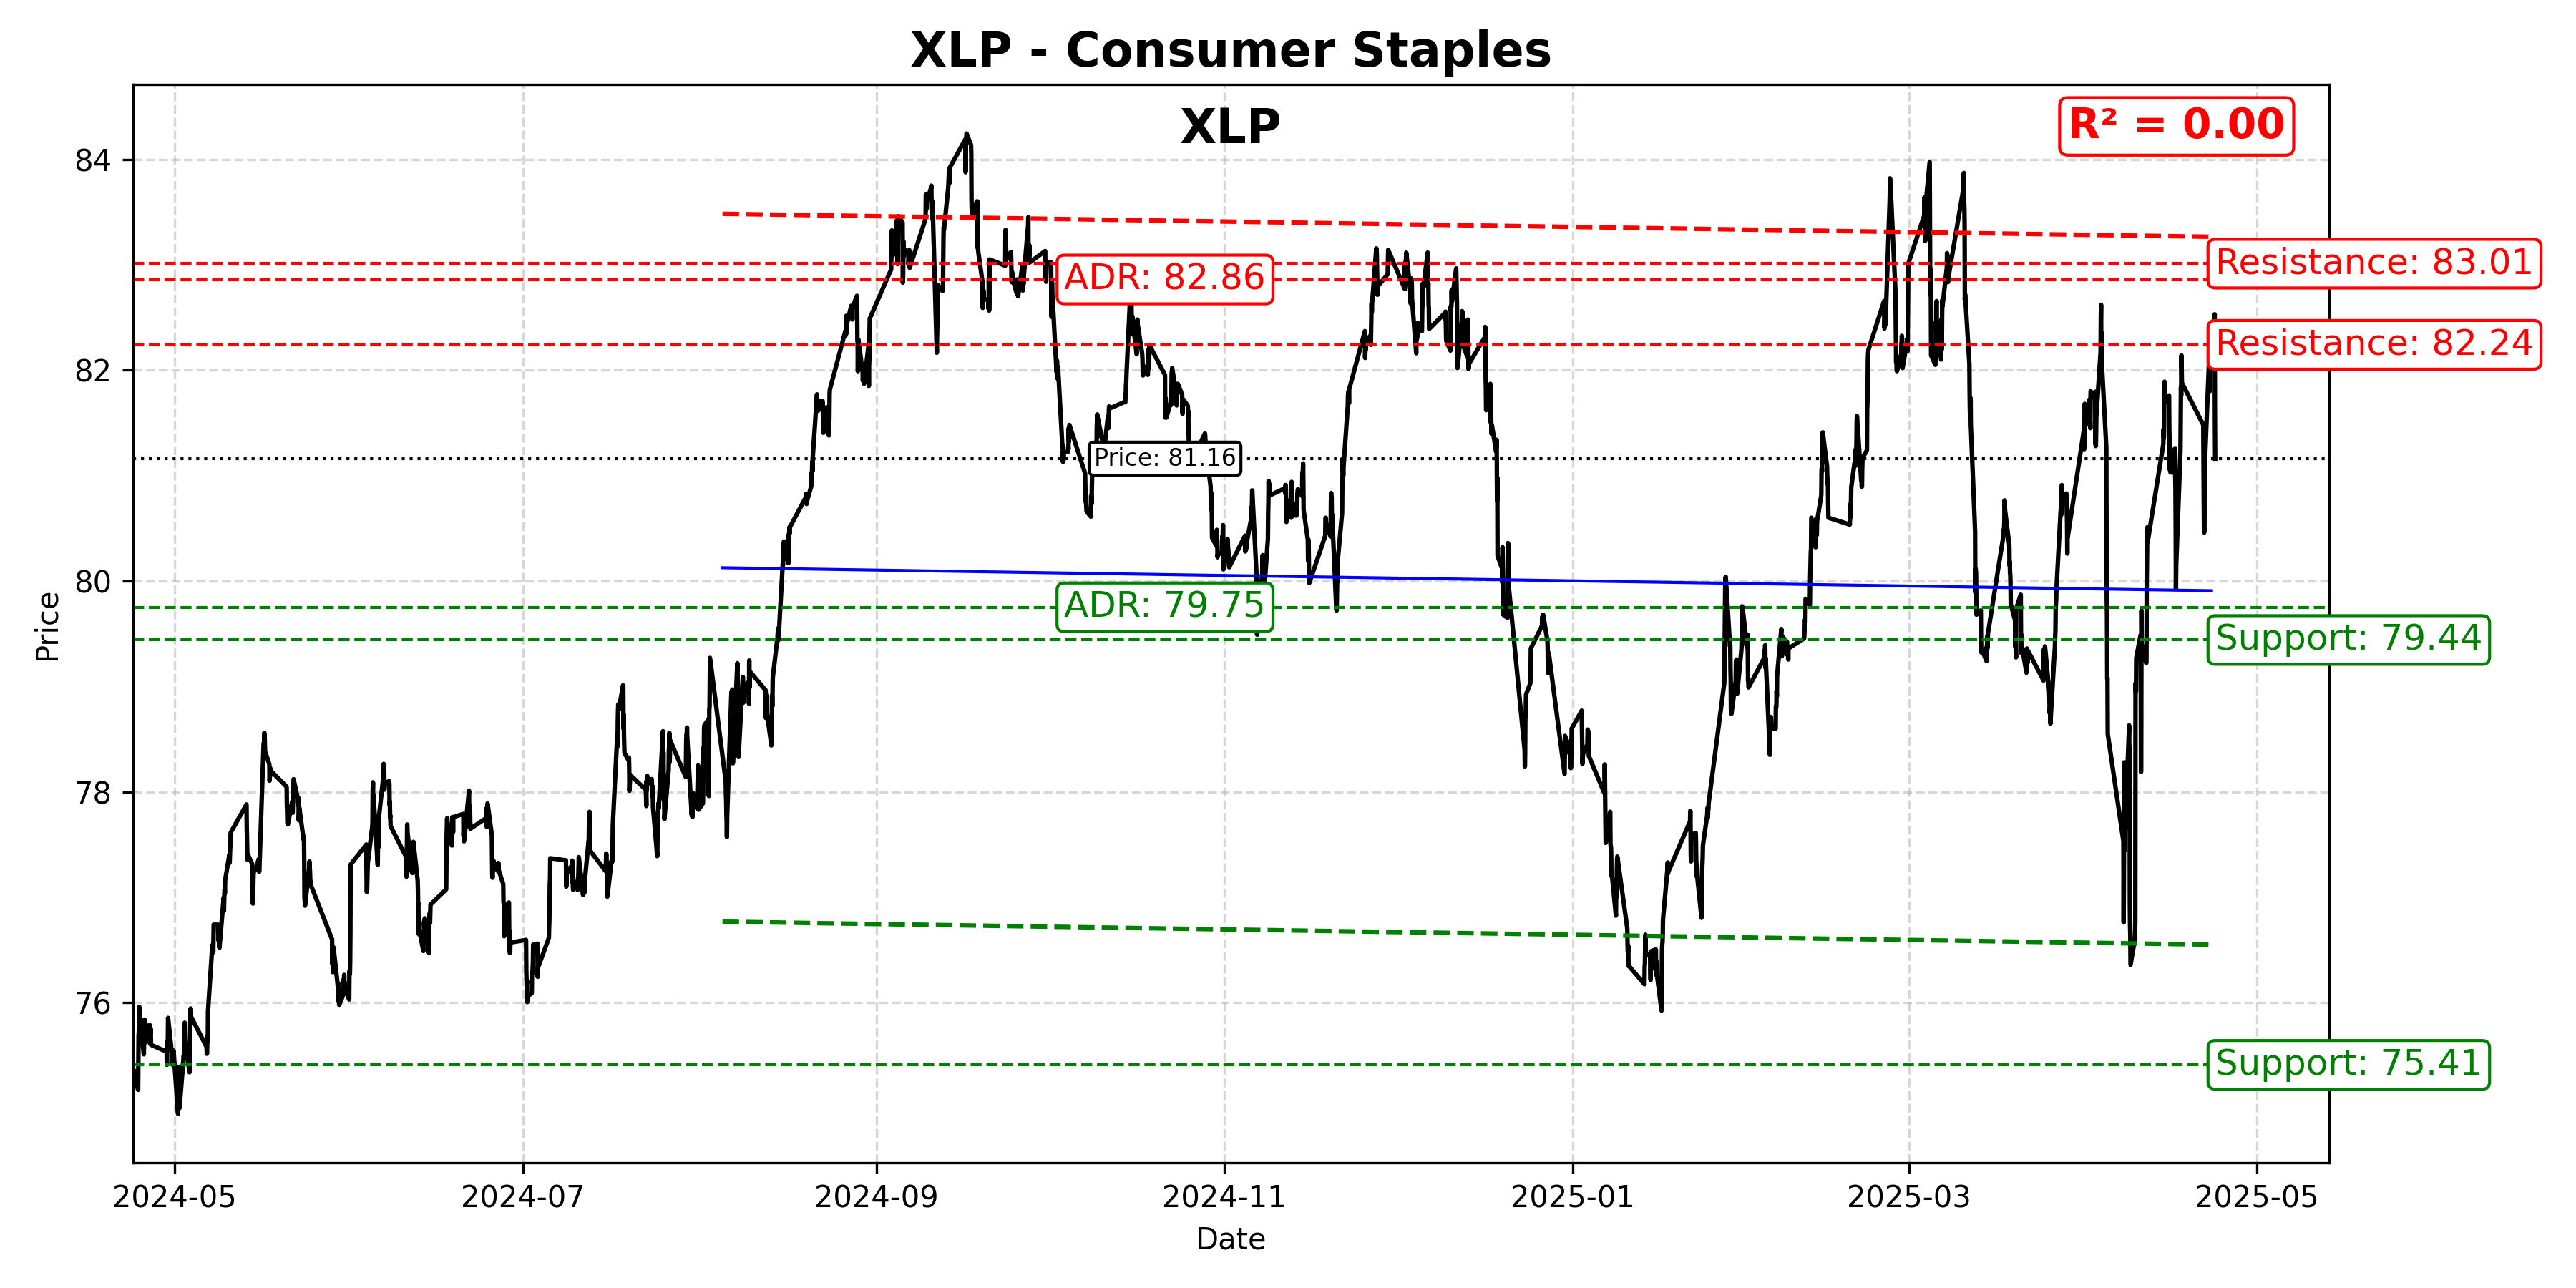 XLP - Consumer Staples
XLP
R² = 0.00
84
82
80
78
76
Price
ADR: 82.86
Resistance: 83.01
Resistance: 82.24
Price: 81.16
ADR: 79.75
Support: 79.44
Support: 75.41
2024-05
2024-07
2024-09
2024-11
2025-01
2025-03
2025-05
Date